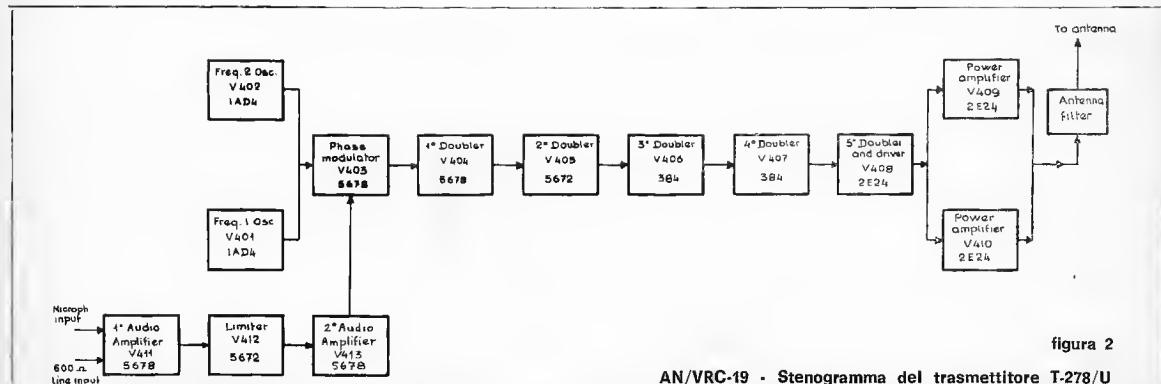 To antenna
Freq. 2 Osc.
V402
1AD4
Power
amplifier
V409
2E24
Antenna
Filter
Phase
modulator
V403
5678
1° Doubler
V404
5678
2° Doubler
V405
5672
3° Doubler
V406
3B4
4° Doubler
V407
3B4
5° Doubler
and driver
V408
2E24
Freq. 1 Osc
V401
1AD4
Power
amplifier
V410
2E24
Microph
input
600 Ω
Line input
1° Audio
Amplifier
V411
5678
Limiter
V412
5672
2° Audio
Amplifier
V413
5678
figura 2
AN/VRC-19 - Stenogramma del trasmettitore T-278/U